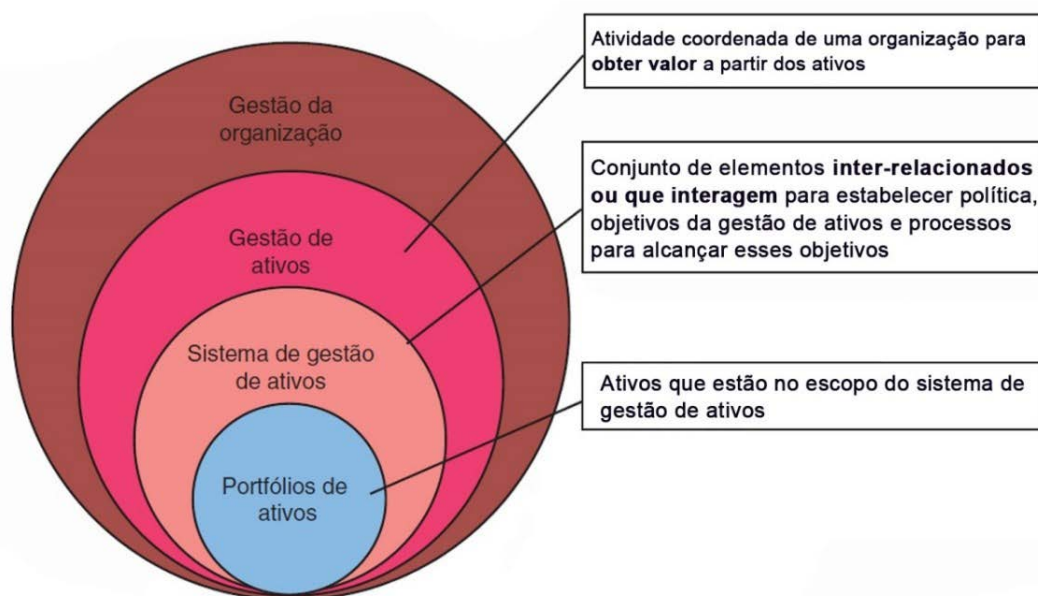 Atividade coordenada de uma organização para
obter valor a partir dos ativos
Gestão da
organização
Conjunto de elementos inter-relacionados
ou que interagem para estabelecer política,
objetivos da gestão de ativos e processos
para alcançar esses objetivos
Gestão de
ativos
Sistema de gestão
de ativos
Ativos que estão no escopo do sistema de
gestão de ativos
Portfólios de
ativos